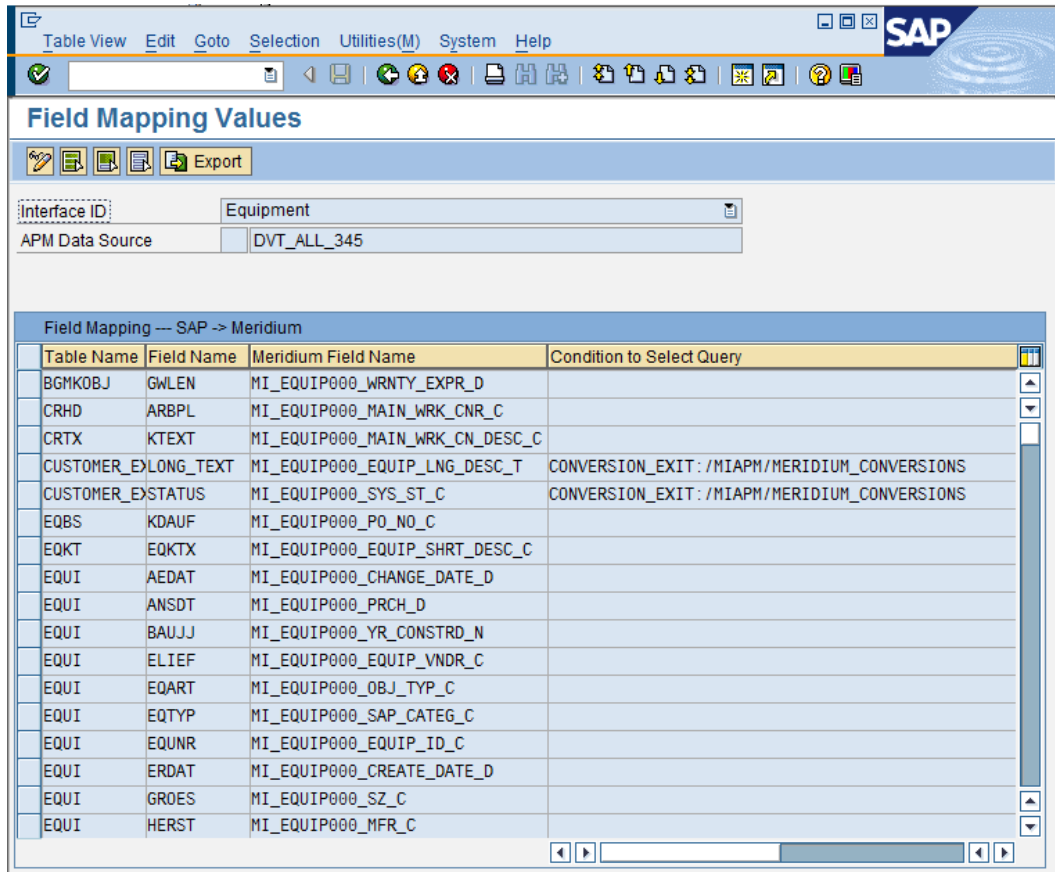 Table View Edit Goto Selection Utilities(M) System Help
SAP
Field Mapping Values
Export
Interface ID: Equipment
APM Data Source DVT_ALL_345
Field Mapping --- SAP -> Meridium
Table Name Field Name Meridium Field Name Condition to Select Query
BGMKOBJ GWLEN MI_EQUIP000_WRNTY_EXPR_D
CRHD ARBPL MI_EQUIP000_MAIN_WRK_CNR_C
CRTX KTEXT MI_EQUIP000_MAIN_WRK_CN_DESC_C
CUSTOMER_EX LONG_TEXT MI_EQUIP000_EQUIP_LNG_DESC_T CONVERSION_EXIT:/MIAPM/MERIDIUM_CONVERSIONS
CUSTOMER_EX STATUS MI_EQUIP000_SYS_ST_C CONVERSION_EXIT:/MIAPM/MERIDIUM_CONVERSIONS
EQBS KDAUF MI_EQUIP000_PO_NO_C
EQKT EQKTX MI_EQUIP000_EQUIP_SHRT_DESC_C
EQUI AEDAT MI_EQUIP000_CHANGE_DATE_D
EQUI ANSDT MI_EQUIP000_PRCH_D
EQUI BAUJJ MI_EQUIP000_YR_CONSTRD_N
EQUI ELIEF MI_EQUIP000_EQUIP_VNDR_C
EQUI EQART MI_EQUIP000_OBJ_TYP_C
EQUI EQTYP MI_EQUIP000_SAP_CATEG_C
EQUI EQUNR MI_EQUIP000_EQUIP_ID_C
EQUI ERDAT MI_EQUIP000_CREATE_DATE_D
EQUI GROES MI_EQUIP000_SZ_C
EQUI HERST MI_EQUIP000_MFR_C